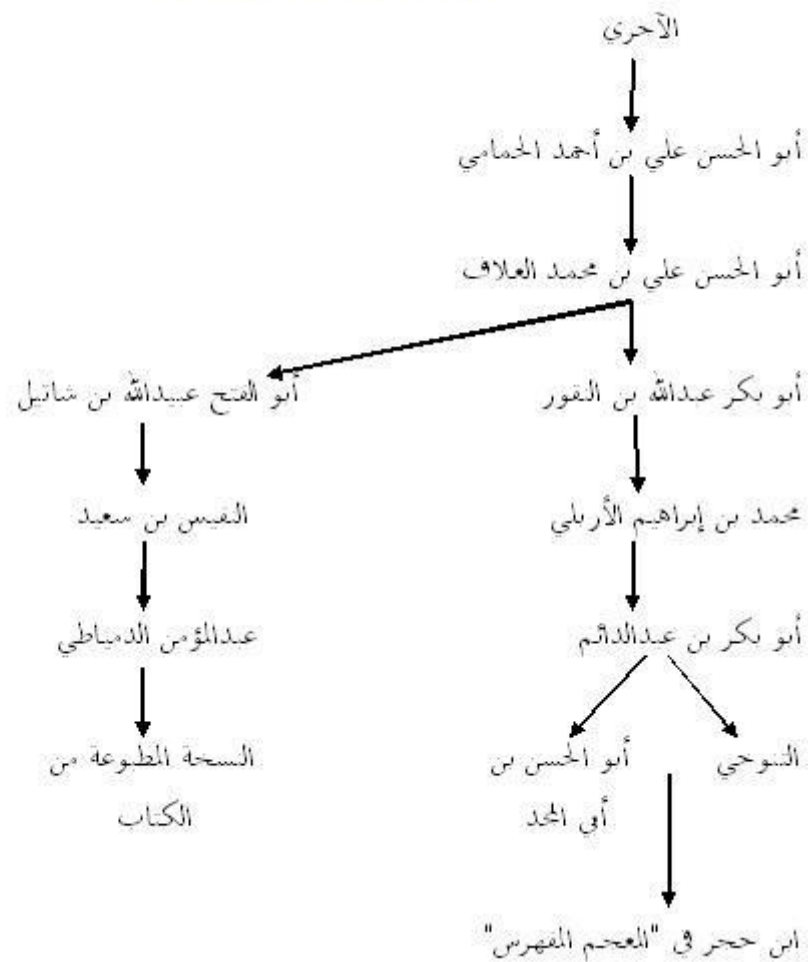 الآجري
أبو الحسن علي بن أحمد الحمامي
أبو الحسن علي بن محمد العلاف
أبو بكر عبدالله بن النقور
أبو الفتح عبيدالله بن شاتيل
محمد بن إبراهيم الأربلي
النفيس بن سعيد
أبو بكر بن عبدالدائم
عبدالمؤمن الدمياطي
التنوخي
أبو الحسن بن
أبي المجد
النسخة المطبوعة من
الكتاب
ابن حجر في "المعجم المفهرس"